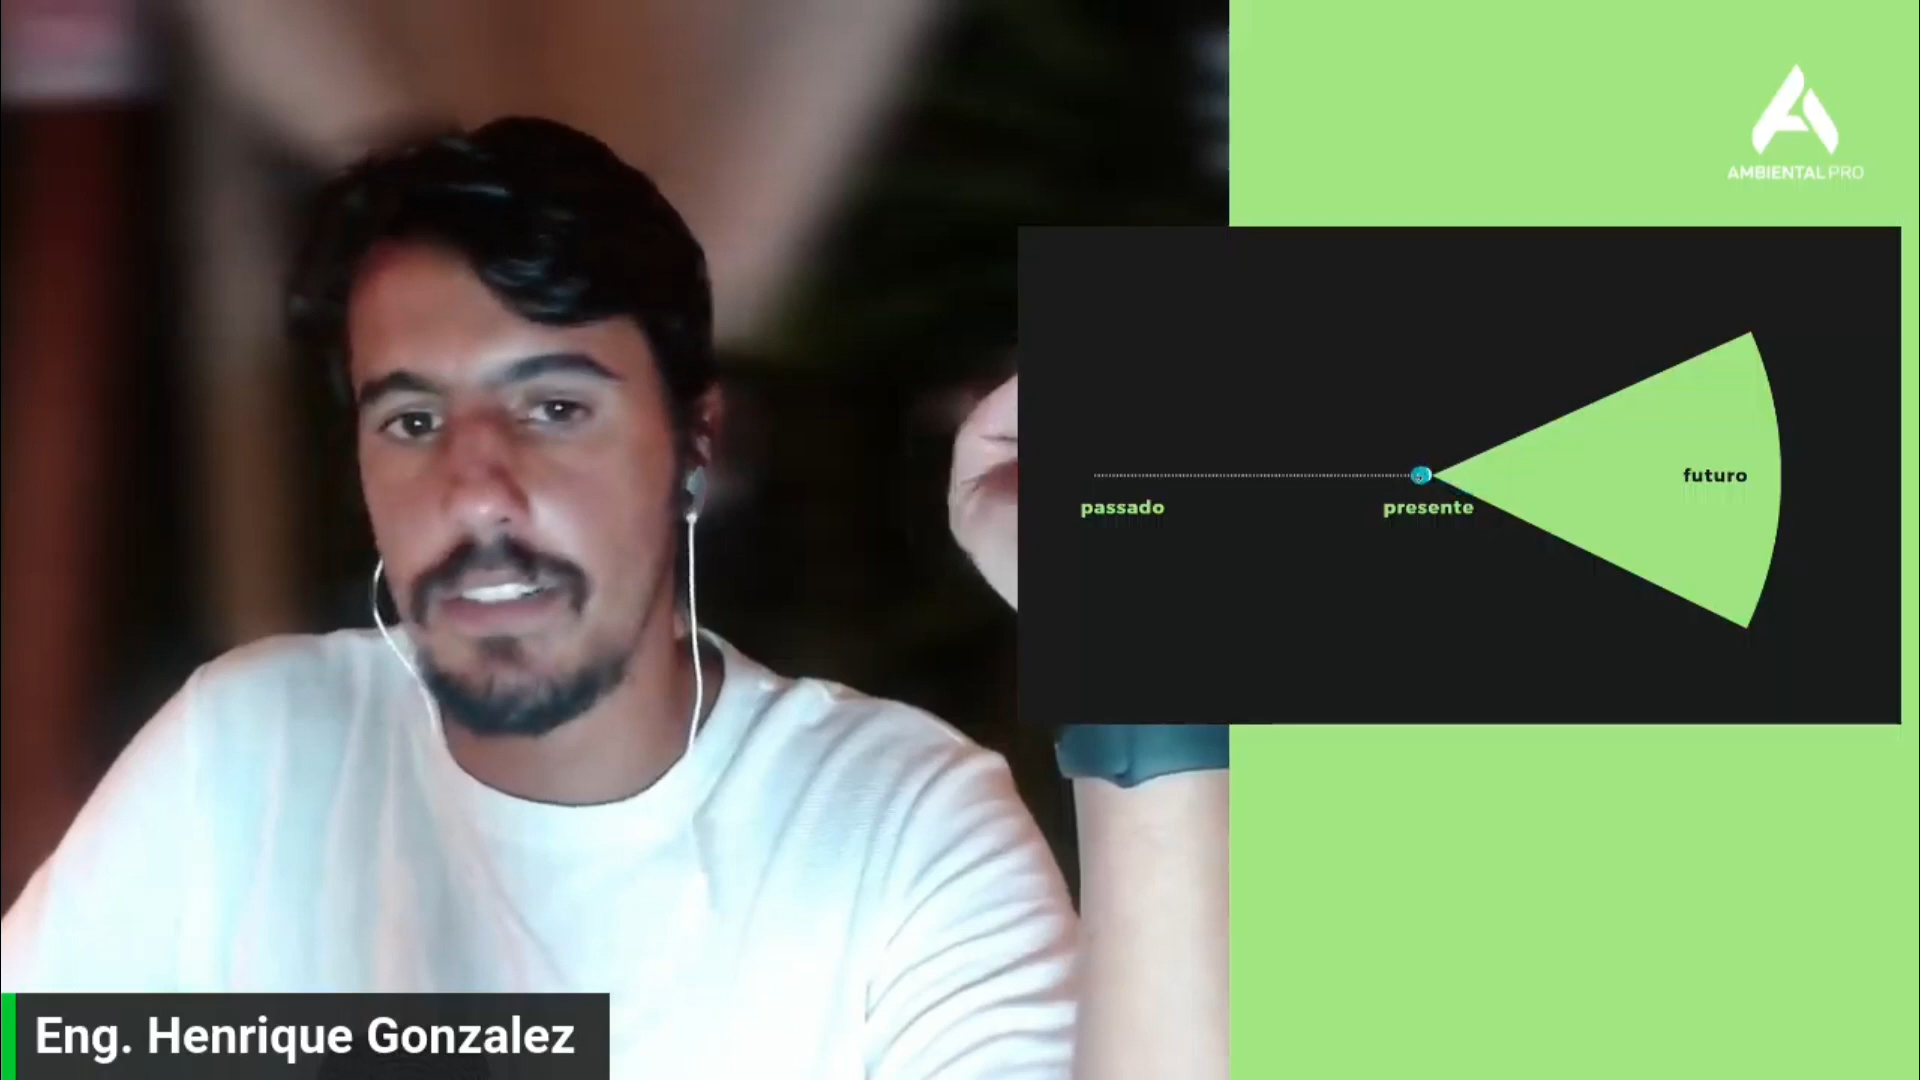 AMBIENTAL PRO
futuro
passado
presente
Eng. Henrique Gonzalez